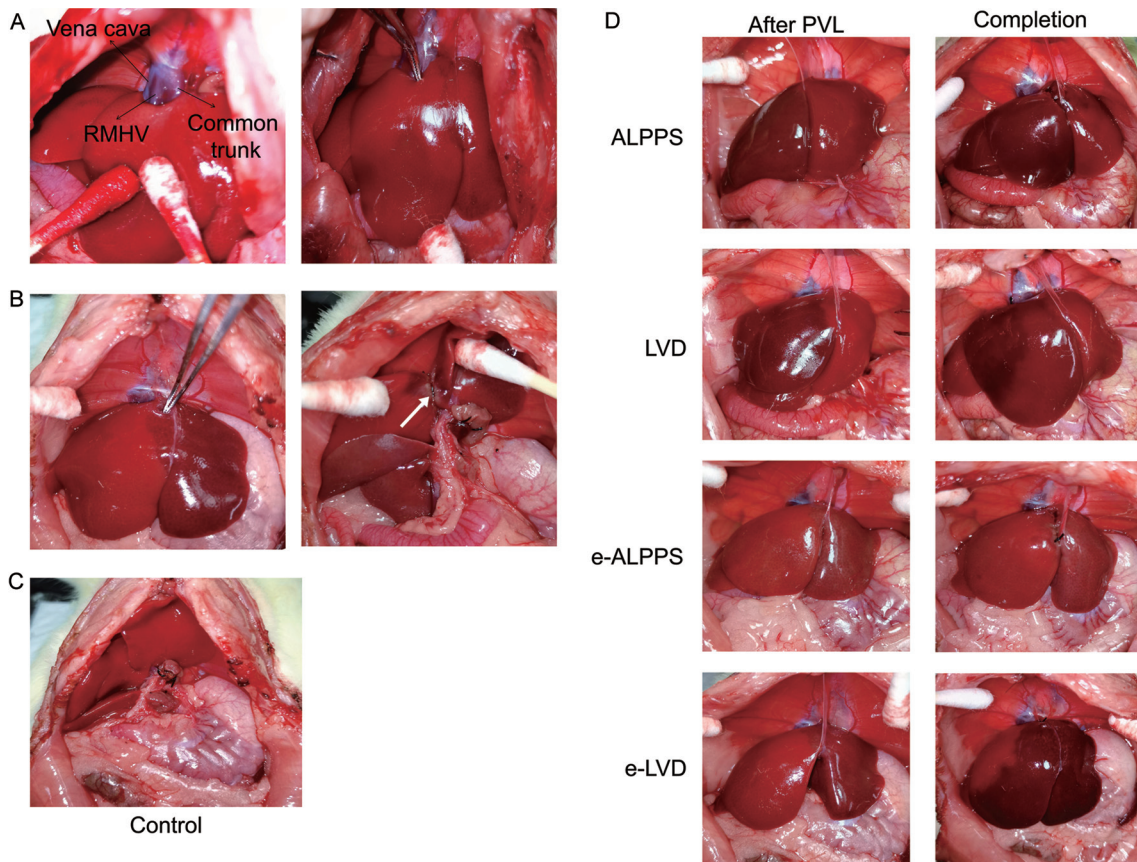 A
Vena cava
RMHV
Common
trunk
B
C
Control
D
After PVL
Completion
ALPPS
LVD
e-ALPPS
e-LVD